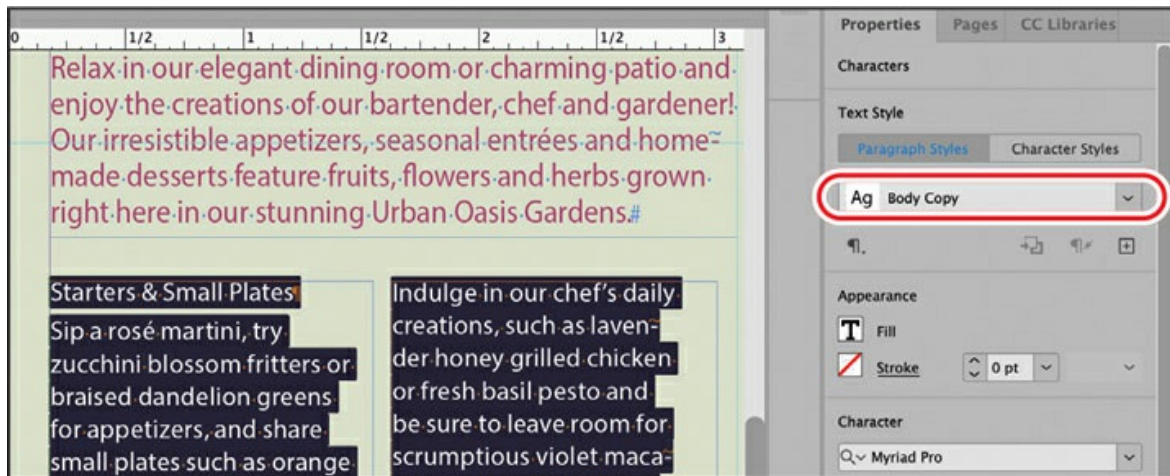 0 1/2 1 1/2 2 1/2 3
Relax in our elegant dining room or charming patio and
enjoy the creations of our bartender, chef and gardener!
Our irresistible appetizers, seasonal entrées and home-
made desserts feature fruits, flowers and herbs grown
right here in our stunning Urban Oasis Gardens.#
Starters & Small Plates¶
Sip a rosé martini, try
zucchini blossom fritters or
braised dandelion greens
for appetizers, and share
small plates such as orange
Indulge in our chef's daily
creations, such as laven-
der honey grilled chicken
or fresh basil pesto and
be sure to leave room for
scrumptious violet maca-
Properties Pages CC Libraries
Characters
Text Style
Paragraph Styles Character Styles
Ag Body Copy
¶.
Appearance
T Fill
Stroke 0 pt
Character
Myriad Pro